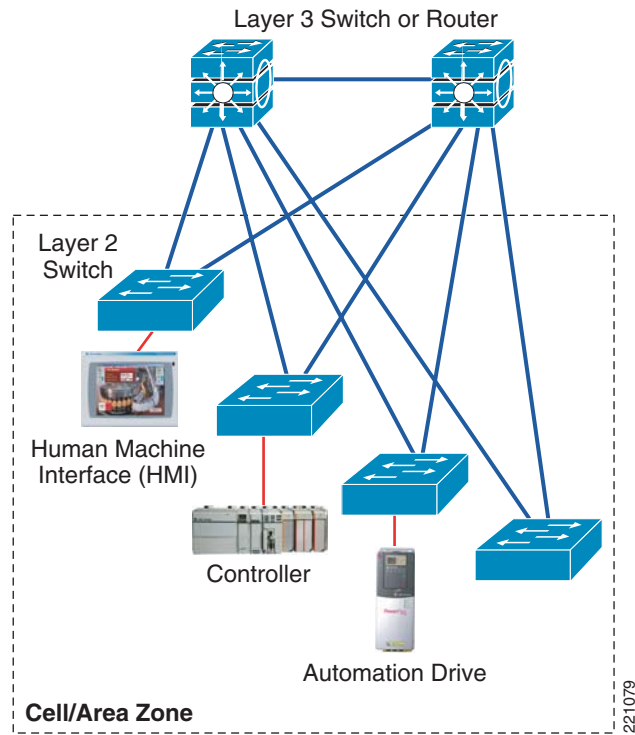 Layer 3 Switch or Router
Layer 2
Switch
Human Machine
Interface (HMI)
Controller
Automation Drive
Cell/Area Zone
221079